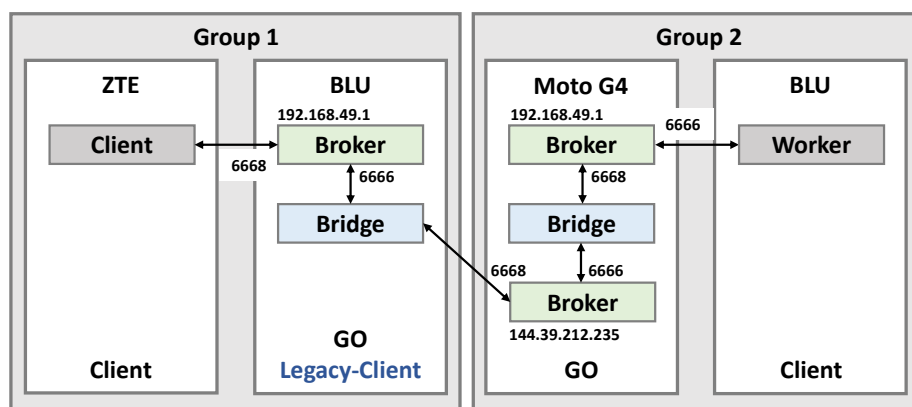 Group 1
Group 2
ZTE
BLU
Moto G4
BLU
192.168.49.1
192.168.49.1
6666
Client
Broker
Broker
Worker
6668
6666
6668
Bridge
Bridge
6668
6666
Broker
144.39.212.235
GO
Client
Legacy-Client
GO
Client